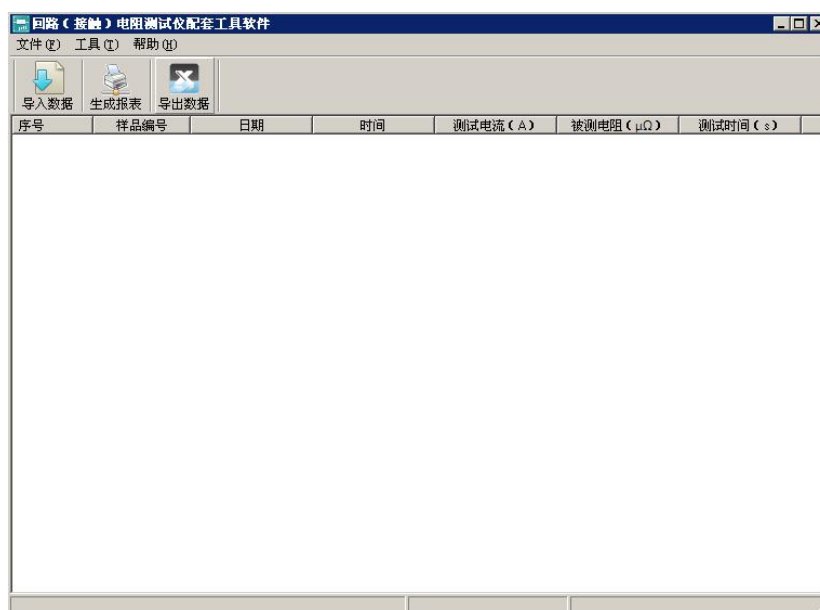 回路（接触）电阻测试仪配套工具软件
文件(F) 工具(T) 帮助(H)
导入数据 生成报表 导出数据
序号 样品编号 日期 时间 测试电流（A） 被测电阻（μΩ） 测试时间（s）